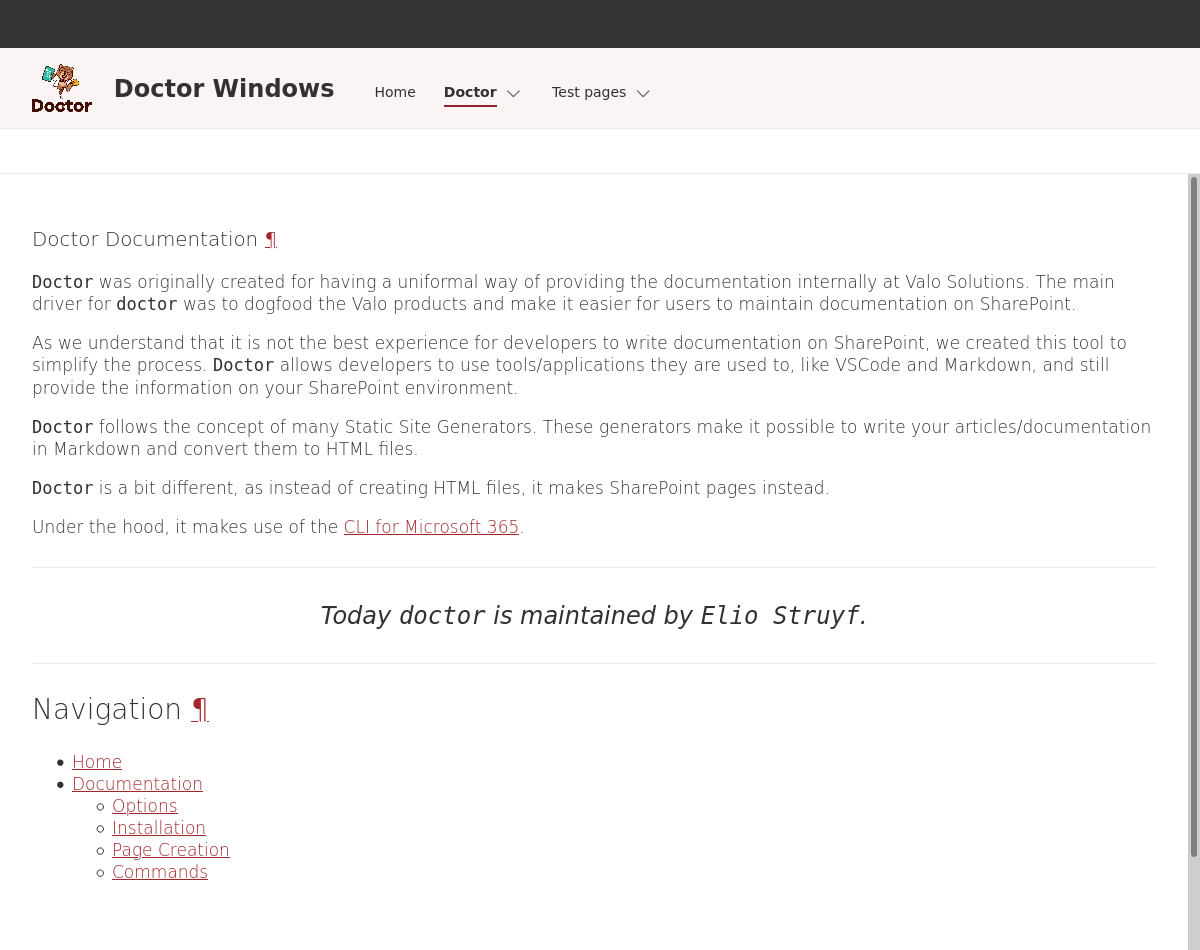 Doctor
Doctor Windows
Home
Doctor
Test pages
Doctor Documentation ¶
Doctor was originally created for having a uniformal way of providing the documentation internally at Valo Solutions. The main
driver for doctor was to dogfood the Valo products and make it easier for users to maintain documentation on SharePoint.
As we understand that it is not the best experience for developers to write documentation on SharePoint, we created this tool to
simplify the process. Doctor allows developers to use tools/applications they are used to, like VSCode and Markdown, and still
provide the information on your SharePoint environment.
Doctor follows the concept of many Static Site Generators. These generators make it possible to write your articles/documentation
in Markdown and convert them to HTML files.
Doctor is a bit different, as instead of creating HTML files, it makes SharePoint pages instead.
Under the hood, it makes use of the CLI for Microsoft 365.
Today doctor is maintained by Elio Struyf.
Navigation ¶
Home
Documentation
Options
Installation
Page Creation
Commands